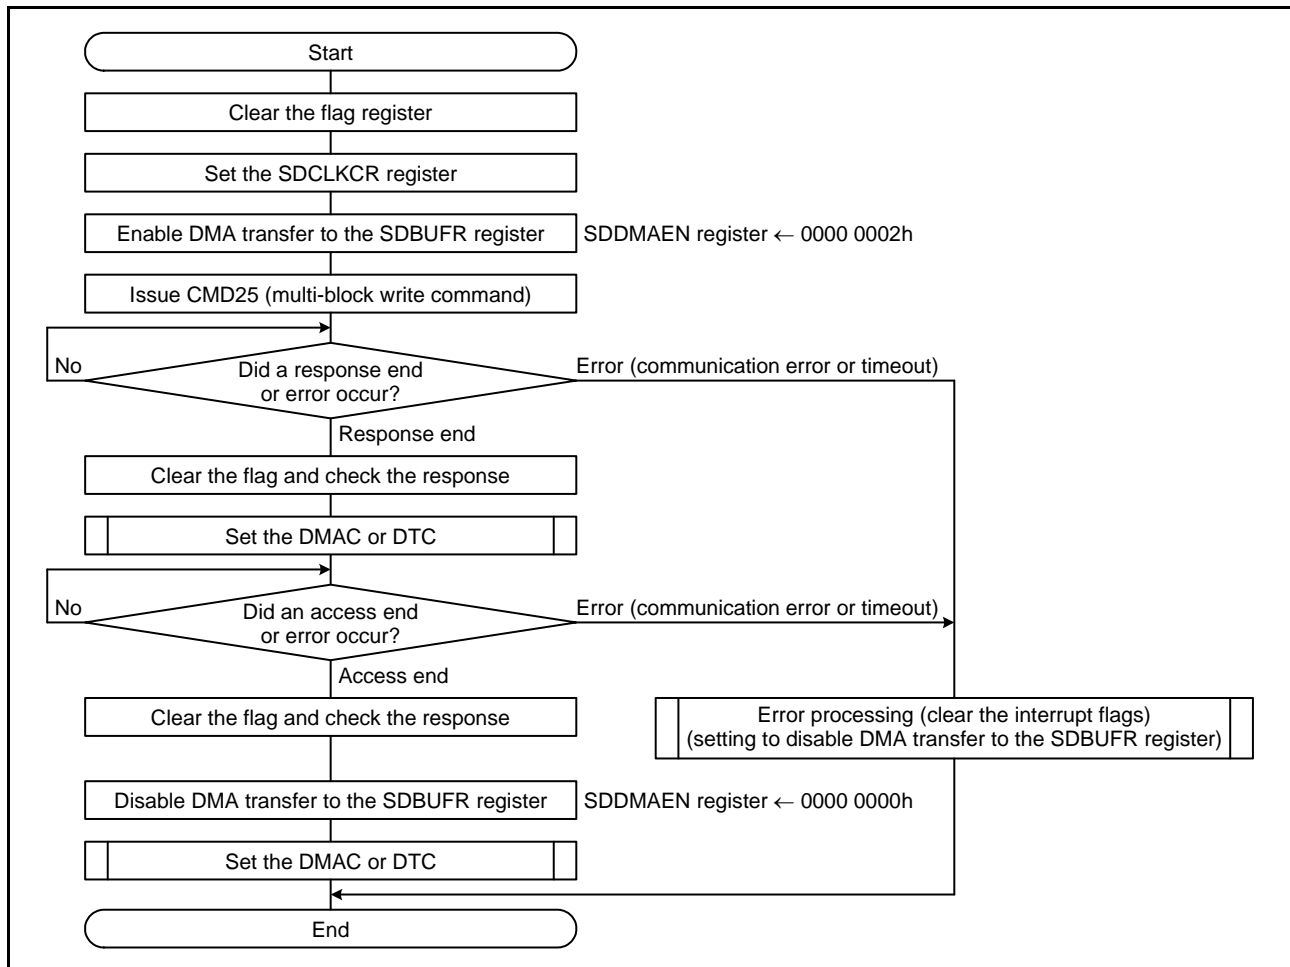 Start
Clear the flag register
Set the SDCLKCR register
Enable DMA transfer to the SDBUFR register
SDDMAEN register ← 0000 0002h
Issue CMD25 (multi-block write command)
No
Did a response end
or error occur?
Error (communication error or timeout)
Response end
Clear the flag and check the response
Set the DMAC or DTC
No
Did an access end
or error occur?
Error (communication error or timeout)
Access end
Clear the flag and check the response
Error processing (clear the interrupt flags)
(setting to disable DMA transfer to the SDBUFR register)
Disable DMA transfer to the SDBUFR register
SDDMAEN register ← 0000 0000h
Set the DMAC or DTC
End